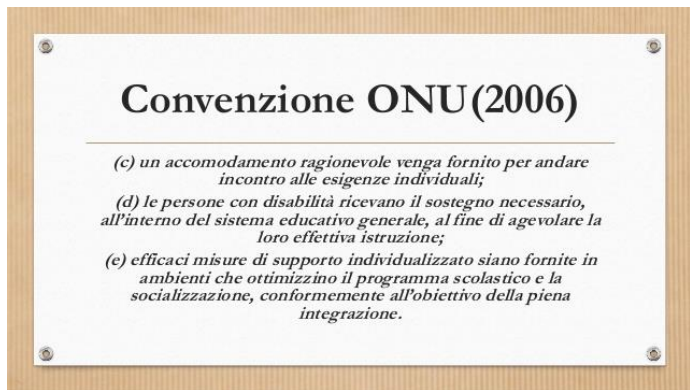 Convenzione ONU(2006)
(c) un accomodamento ragionevole venga fornito per andare
incontro alle esigenze individuali;
(d) le persone con disabilità ricevano il sostegno necessario,
all'interno del sistema educativo generale, al fine di agevolare la
loro effettiva istruzione;
(e) efficaci misure di supporto individualizzato siano fornite in
ambienti che ottimizzino il programma scolastico e la
socializzazione, conformemente all'obiettivo della piena
integrazione.